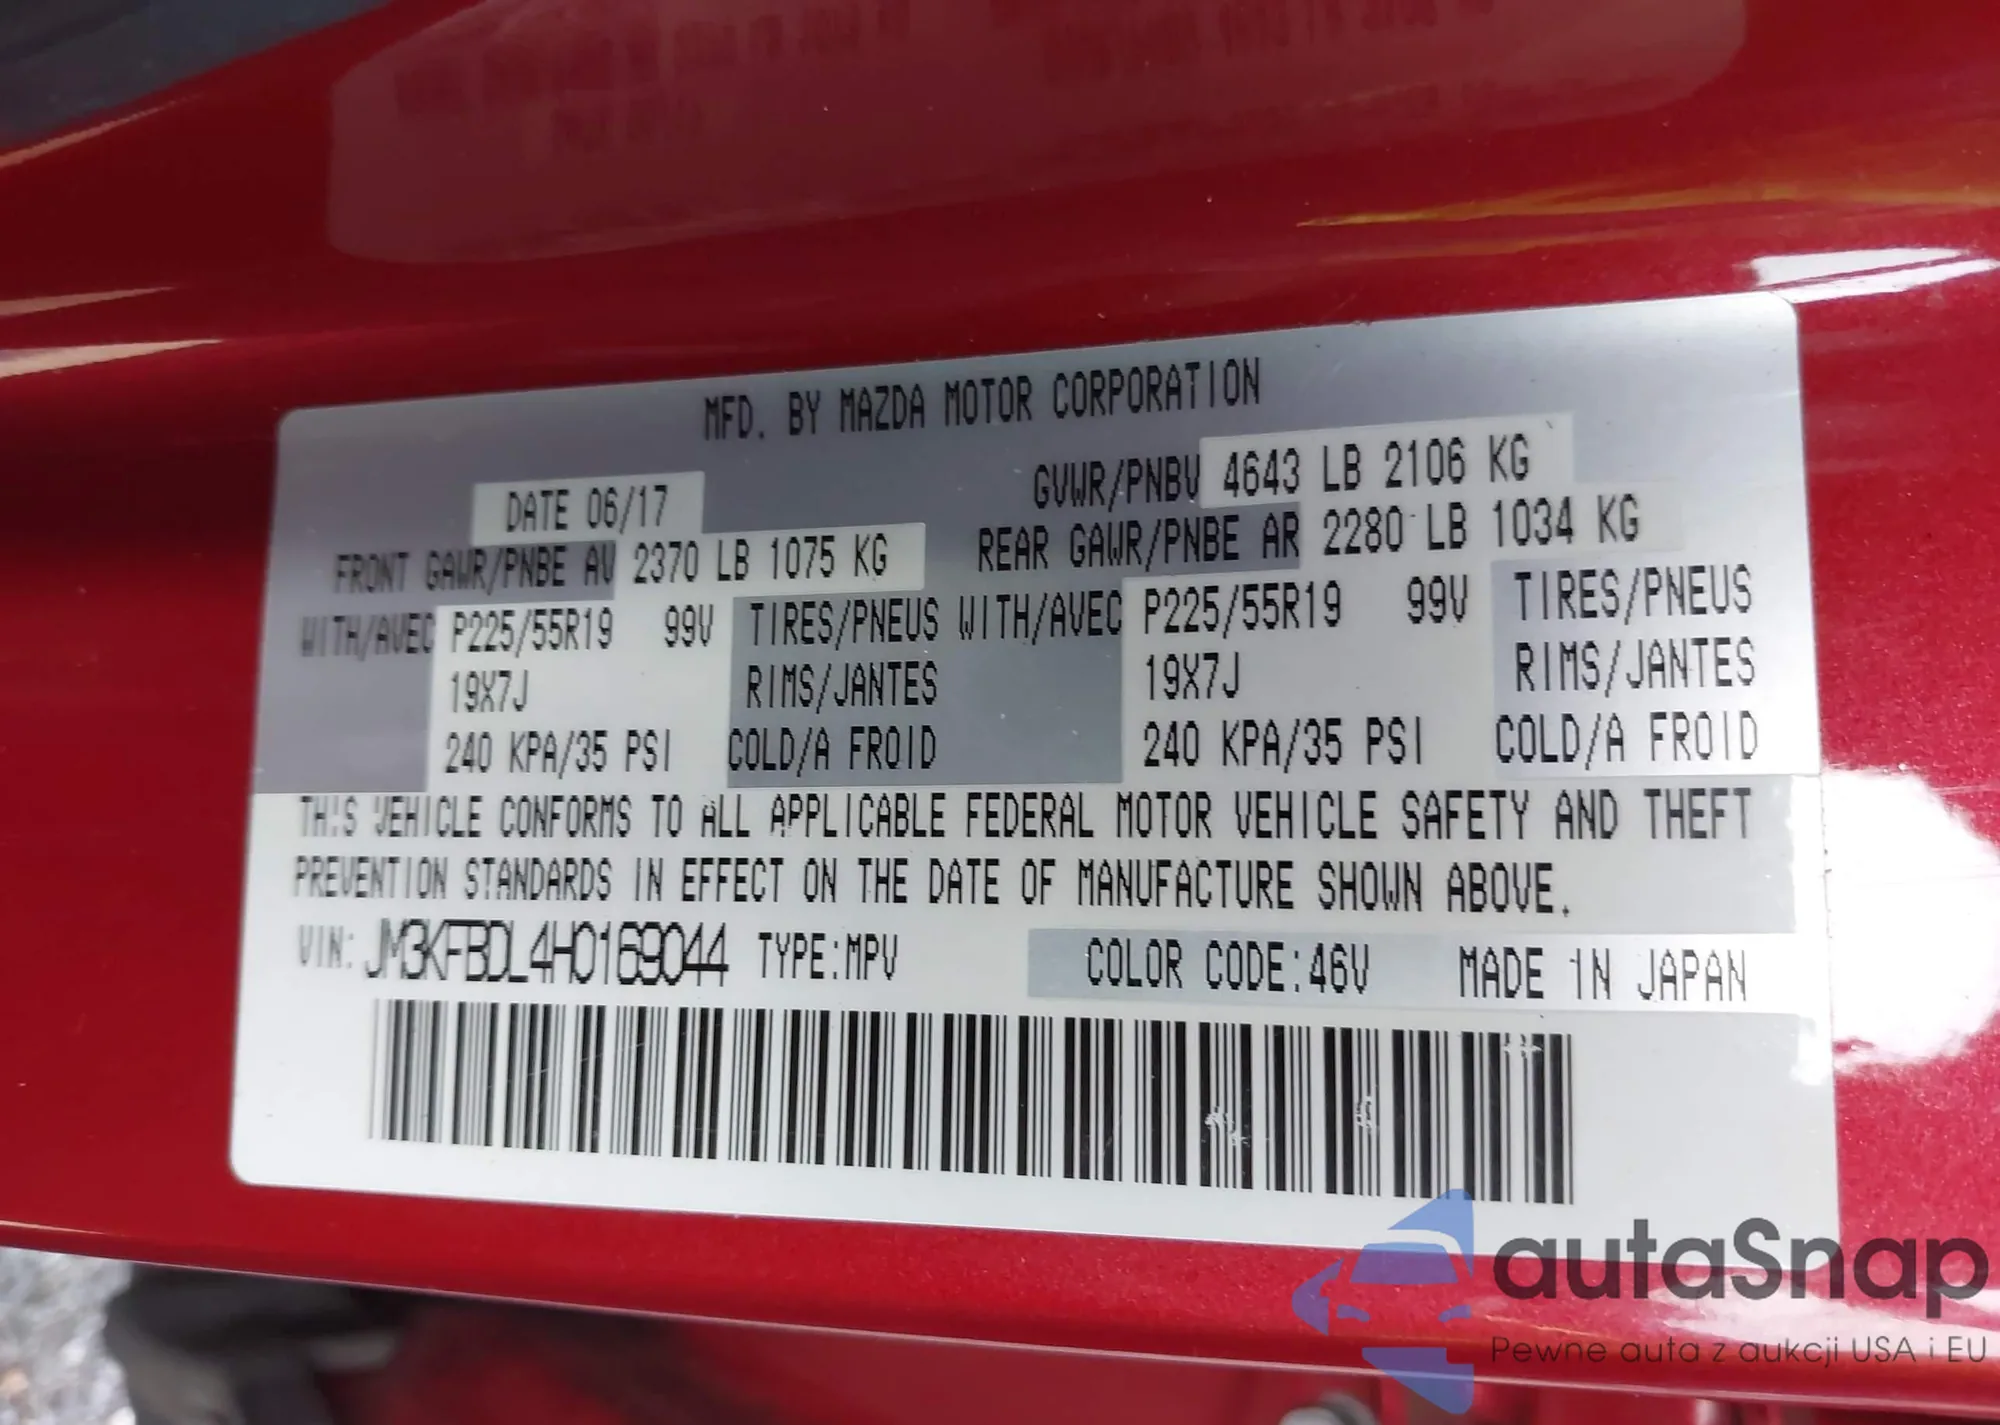 MFD. BY MAZDA MOTOR CORPORATION
DATE 06/17 GVWR/PNBV 4643 LB 2106 KG
FRONT GAWR/PNBE AV 2370 LB 1075 KG REAR GAWR/PNBE AR 2280 LB 1034 KG
WITH/AVEC P225/55R19 99V TIRES/PNEUS WITH/AVEC P225/55R19 99V TIRES/PNEUS
19X7J RIMS/JANTES 19X7J RIMS/JANTES
240 KPA/35 PSI COLD/A FROID 240 KPA/35 PSI COLD/A FROID
THIS VEHICLE CONFORMS TO ALL APPLICABLE FEDERAL MOTOR VEHICLE SAFETY AND THEFT
PREVENTION STANDARDS IN EFFECT ON THE DATE OF MANUFACTURE SHOWN ABOVE.
VIN: JM3KFBDL4H0169044 TYPE:MPV COLOR CODE:46V MADE IN JAPAN
autaSnap
Pewne auta z aukcji USA i EU